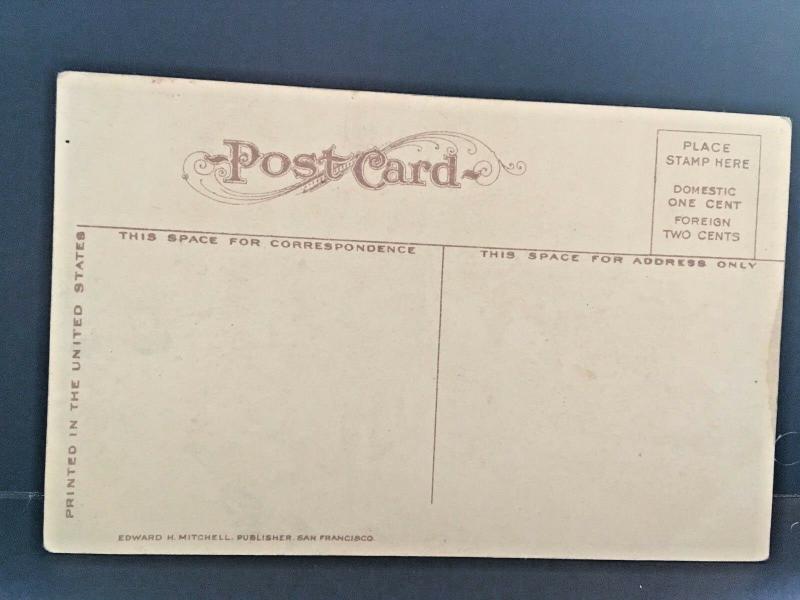 Post Card
PLACE
STAMP HERE
DOMESTIC
ONE CENT
FOREIGN
TWO CENTS
THIS SPACE FOR CORRESPONDENCE
THIS SPACE FOR ADDRESS ONLY
PRINTED IN THE UNITED STATES
EDWARD H. MITCHELL, PUBLISHER, SAN FRANCISCO.